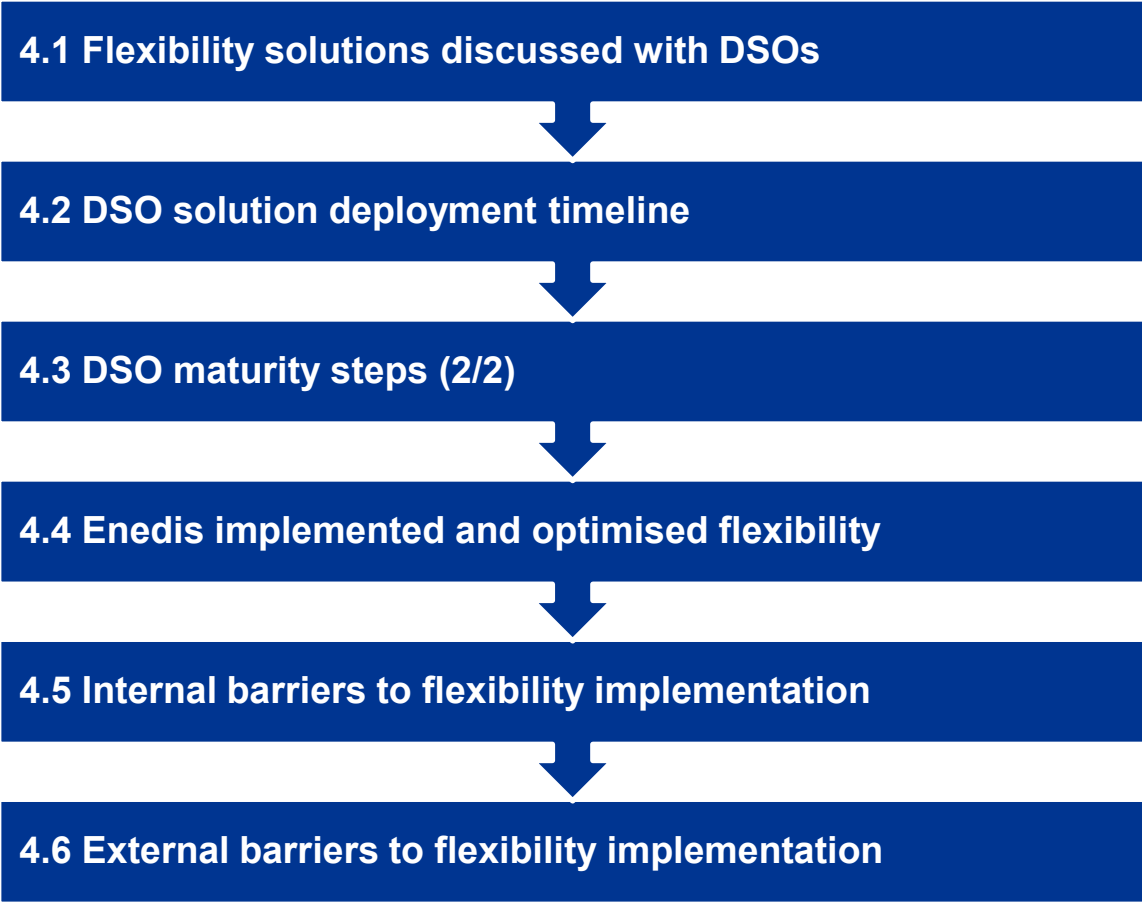 4.1 Flexibility solutions discussed with DSOs
4.2 DSO solution deployment timeline
4.3 DSO maturity steps (2/2)
4.4 Enedis implemented and optimised flexibility
4.5 Internal barriers to flexibility implementation
4.6 External barriers to flexibility implementation